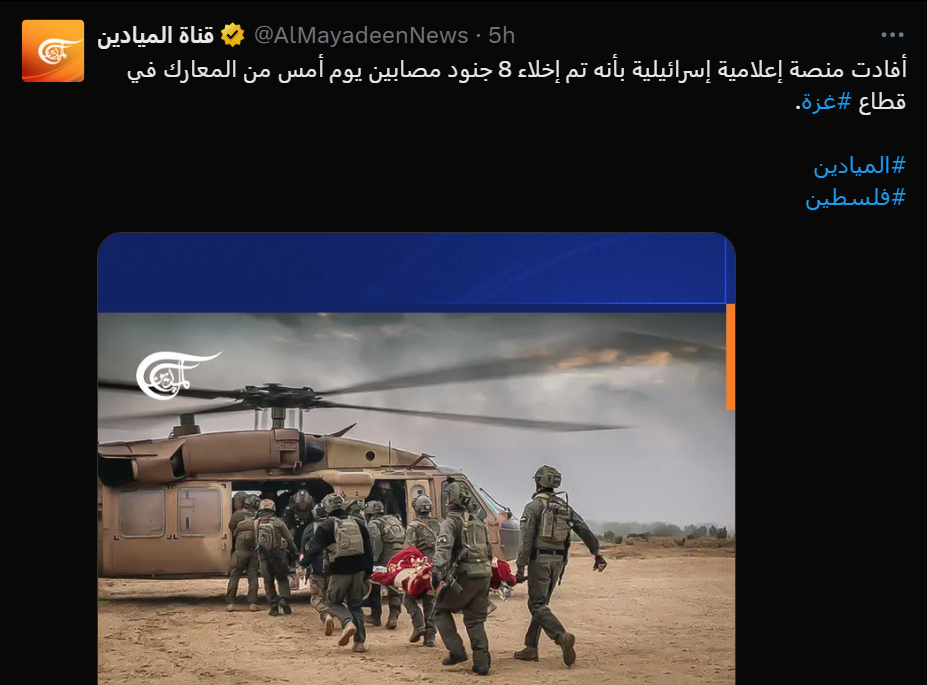 قناة الميادين @AlMayadeenNews · 5h
أفادت منصة إعلامية إسرائيلية بأنه تم إخلاء 8 جنود مصابين يوم أمس من المعارك في
قطاع #غزة.
#الميادين
#فلسطين
الميادين